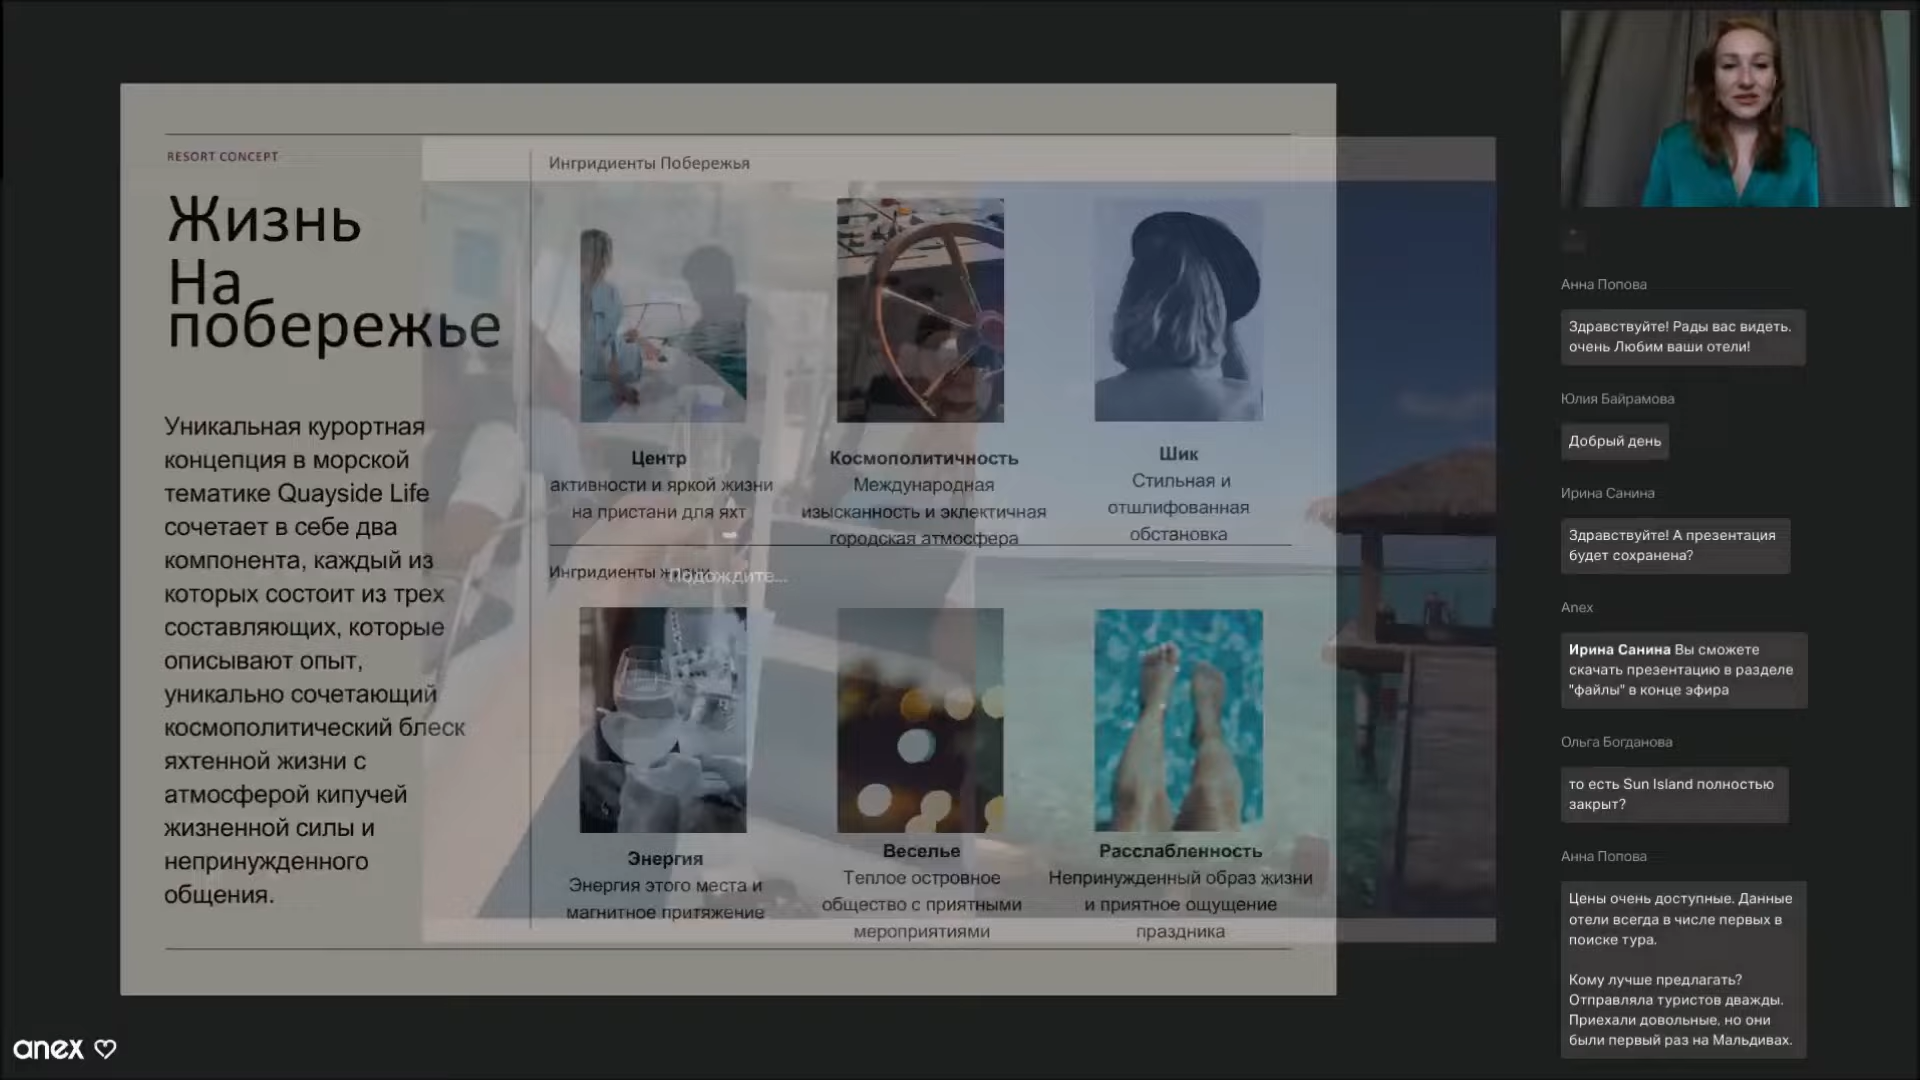 RESORT CONCEPT
Жизнь
На
побережье
Уникальная курортная
концепция в морской
тематике Quayside Life
сочетает в себе два
компонента, каждый из
которых состоит из трех
составляющих, которые
описывают опыт,
уникально сочетающий
космополитический блеск
яхтенной жизни с
атмосферой кипучей
жизненной силы и
непринужденного
общения.
Ингридиенты Побережья
Центр
активности и яркой жизни
на пристани для яхт
Космополитичность
Международная
изысканность и эклектичная
городская атмосфера
Шик
Стильная и
отшлифованная
обстановка
Ингридиенты жизни
Подождите...
Энергия
Энергия этого места и
магнитное притяжение
Веселье
Теплое островное
общество с приятными
мероприятиями
Расслабленность
Непринужденный образ жизни
и приятное ощущение
праздника
anex
Анна Попова
Здравствуйте! Рады вас видеть.
очень Любим ваши отели!
Юлия Байрамова
Добрый день
Ирина Санина
Здравствуйте! А презентация
будет сохранена?
Anex
Ирина Санина Вы сможете
скачать презентацию в разделе
"файлы" в конце эфира
Ольга Богданова
то есть Sun Island полностью
закрыт?
Анна Попова
Цены очень доступные. Данные
отели всегда в числе первых в
поиске тура.
Кому лучше предлагать?
Отправляла туристов дважды.
Приехали довольные, но они
были первый раз на Мальдивах.